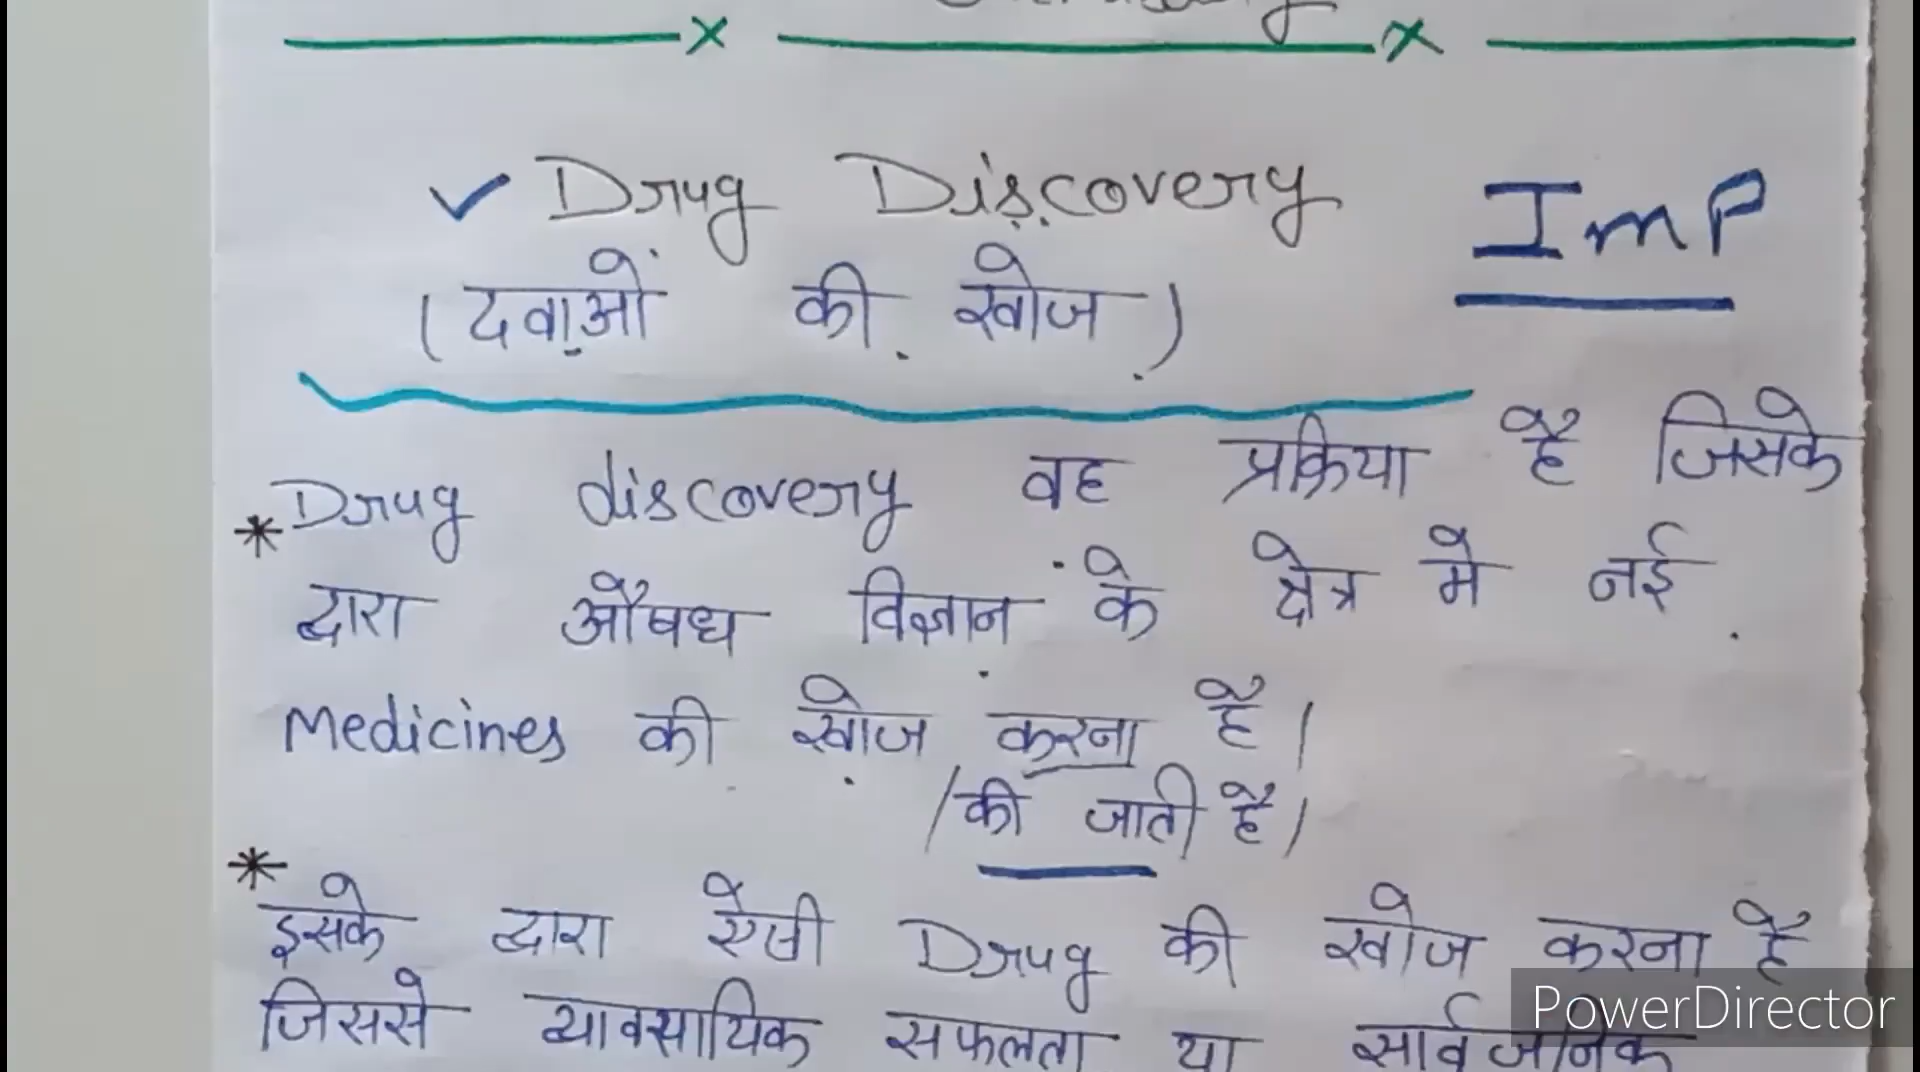 ✓ Drug Discovery
ImP
(दवाओं की खोज)
* Drug discovery वह प्रक्रिया है जिसके
द्वारा औषध विज्ञान के क्षेत्र मे नई
Medicines की खोज करना है।
/की जाती है।
* इसके द्वारा ऐसी Drug की खोज करना है
जिससे व्यावसायिक सफलता या सार्वजनिक
PowerDirector